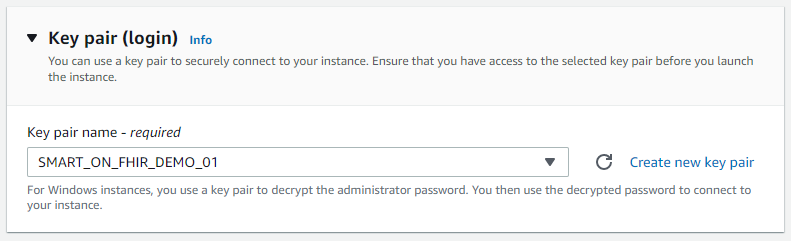 Key pair (login) Info
You can use a key pair to securely connect to your instance. Ensure that you have access to the selected key pair before you launch
the instance.
Key pair name - required
SMART_ON_FHIR_DEMO_01
Create new key pair
For Windows instances, you use a key pair to decrypt the administrator password. You then use the decrypted password to connect to
your instance.